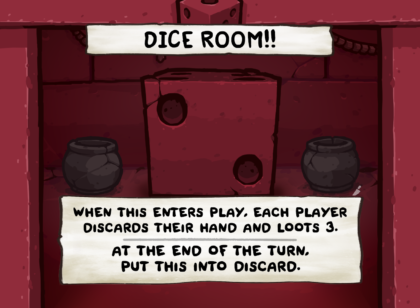 DICE ROOM!!
WHEN THIS ENTERS PLAY, EACH PLAYER
DISCARDS THEIR HAND AND LOOTS 3.
AT THE END OF THE TURN,
PUT THIS INTO DISCARD.